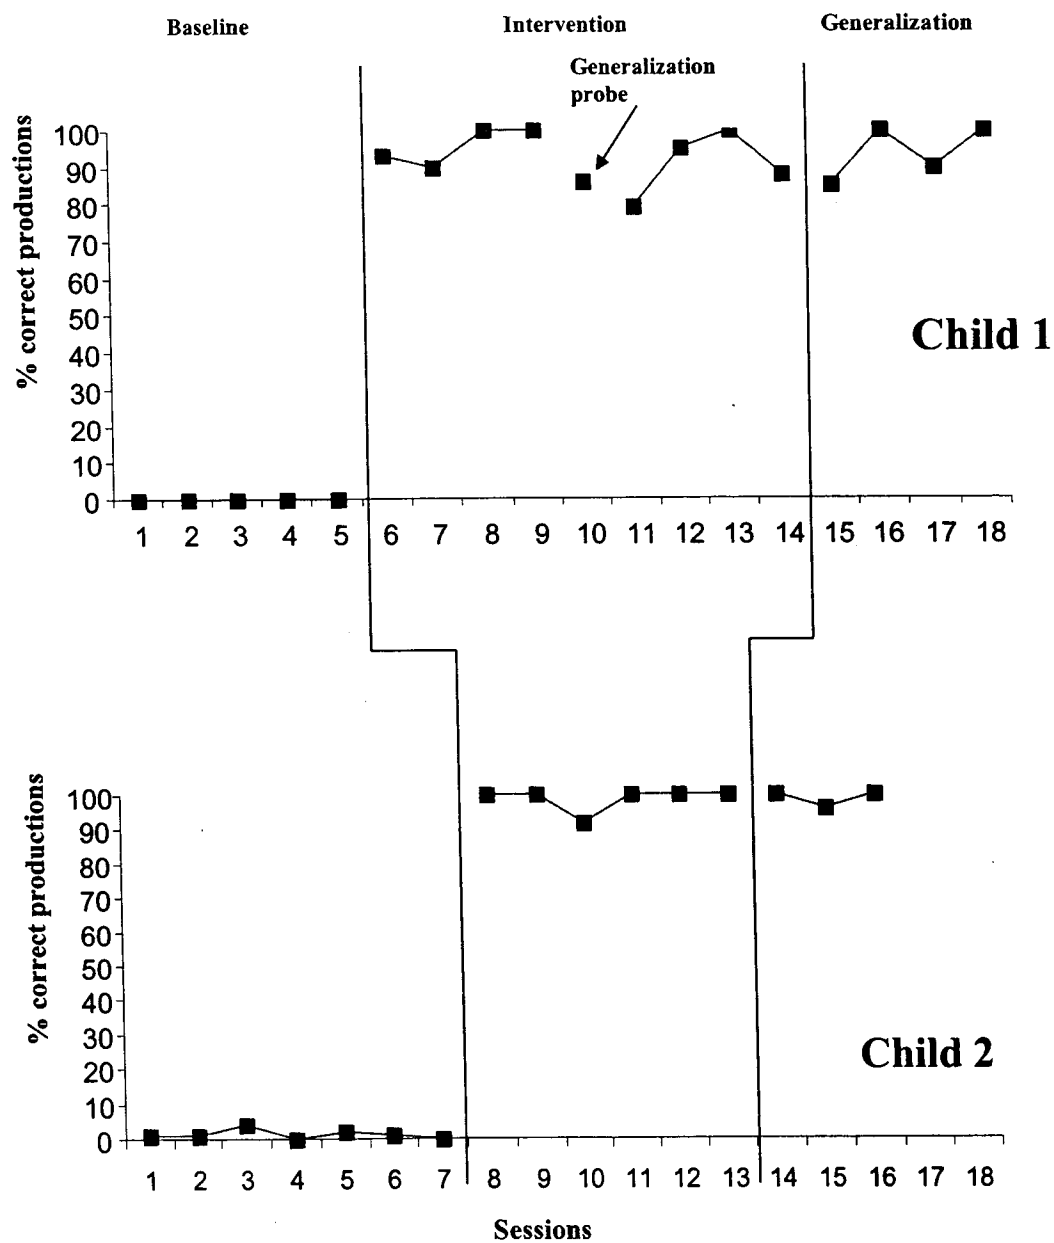 Baseline Intervention Generalization
Generalization
probe
% correct productions
100
90
80
70
60
50
40
30
20
10
0
1 2 3 4 5 6 7 8 9 10 11 12 13 14 15 16 17 18
Child 1
% correct productions
100
90
80
70
60
50
40
30
20
10
0
1 2 3 4 5 6 7 8 9 10 11 12 13 14 15 16 17 18
Child 2
Sessions